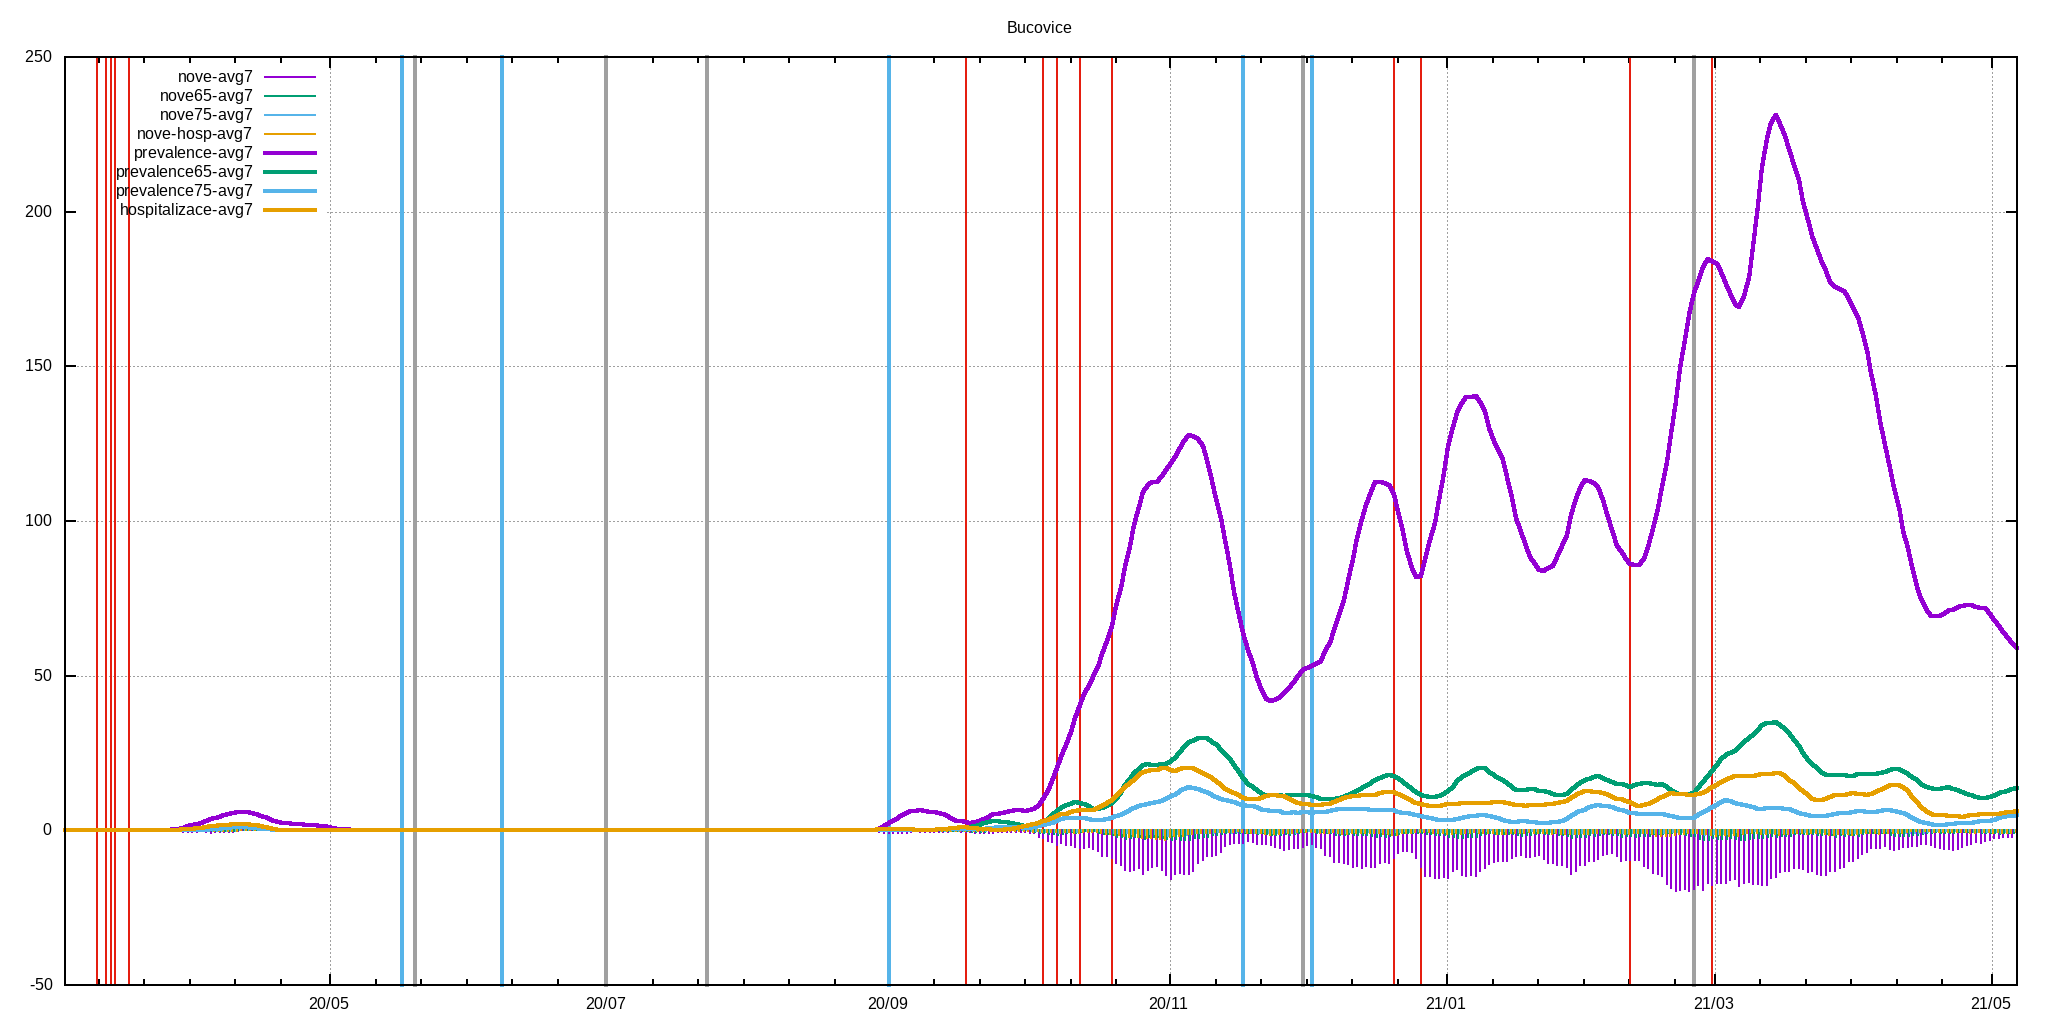 Bucovice
250
nove-avg7
nove65-avg7
nove75-avg7
nove-hosp-avg7
prevalence-avg7
prevalence65-avg7
prevalence75-avg7
hospitalizace-avg7
200
150
100
50
0
-50
20/05 20/07 20/09 20/11 21/01 21/03 21/05